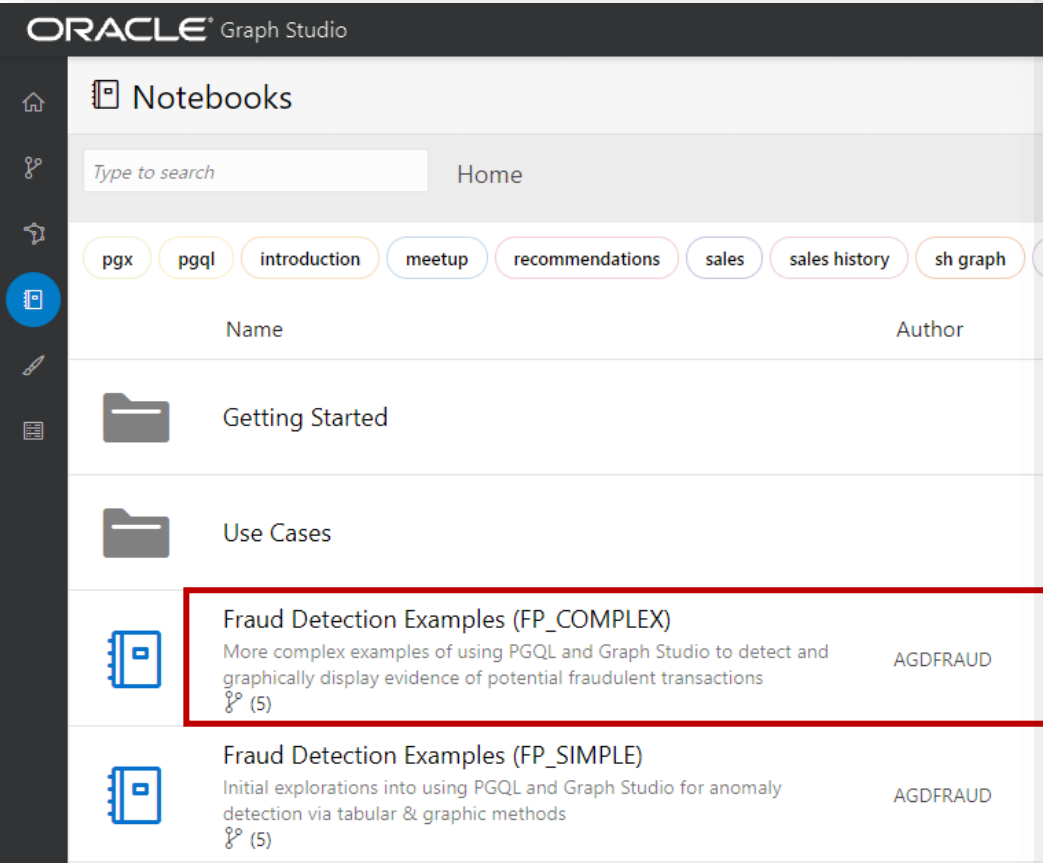 ORACLE® Graph Studio
Notebooks
Type to search
Home
pgx pgql introduction meetup recommendations sales sales history sh graph
Name Author
Getting Started
Use Cases
Fraud Detection Examples (FP_COMPLEX)
More complex examples of using PGQL and Graph Studio to detect and
graphically display evidence of potential fraudulent transactions
(5)
AGDFRAUD
Fraud Detection Examples (FP_SIMPLE)
Initial explorations into using PGQL and Graph Studio for anomaly
detection via tabular & graphic methods
(5)
AGDFRAUD